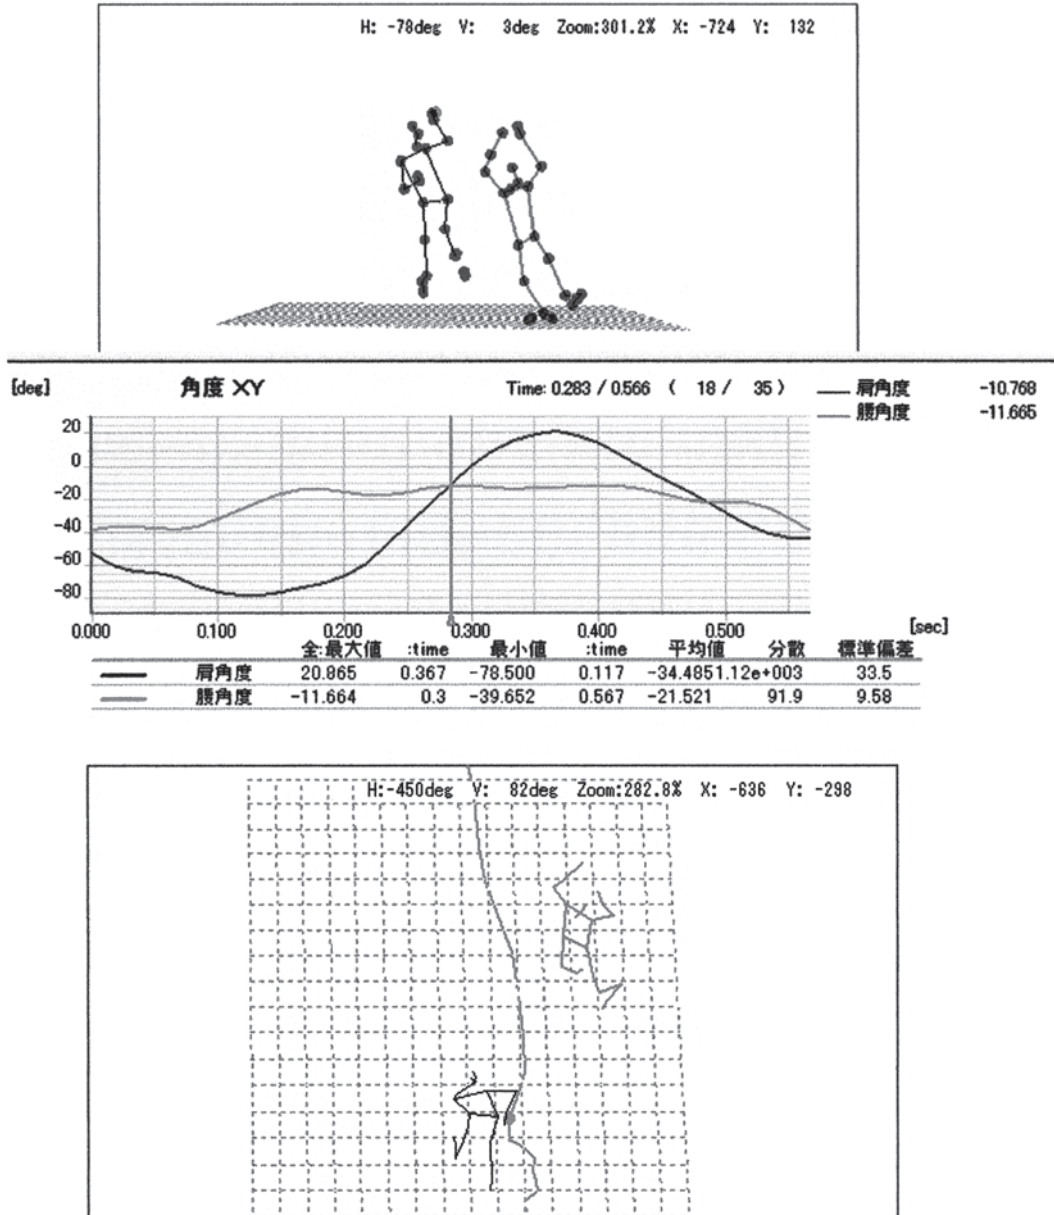 H: -78deg V: 3deg Zoom:301.2% X: -724 Y: 132
[deg] 角度 XY Time: 0.283 / 0.566 ( 18 / 35 ) 肩角度 -10.768
腰角度 -11.665
20
0
-20
-40
-60
-80
0.000 0.100 0.200 0.300 0.400 0.500 [sec]
全:最大値 :time 最小値 :time 平均値 分散 標準偏差
肩角度 20.865 0.367 -78.500 0.117 -34.4851.12e+003 33.5
腰角度 -11.664 0.3 -39.652 0.567 -21.521 91.9 9.58
H:-450deg V: 82deg Zoom:282.8% X: -636 Y: -298